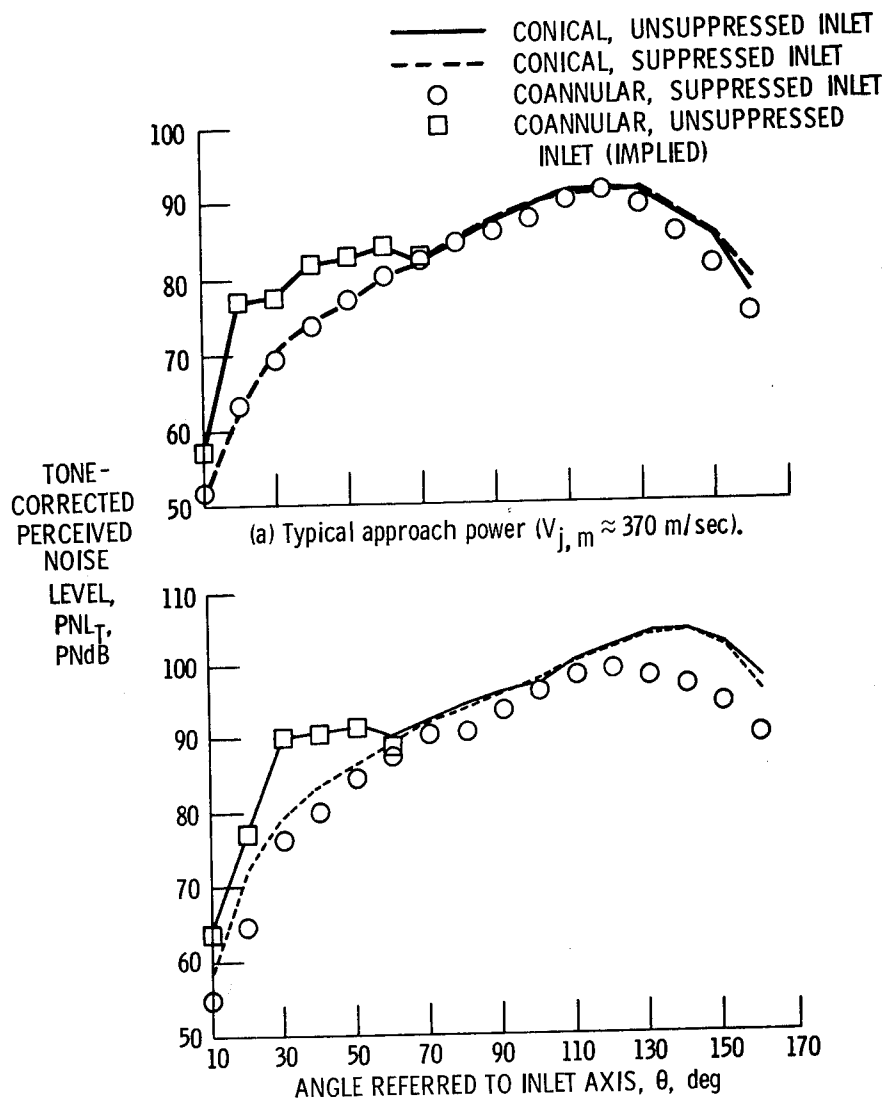 CONICAL, UNSUPPRESSED INLET
CONICAL, SUPPRESSED INLET
COANNULAR, SUPPRESSED INLET
COANNULAR, UNSUPPRESSED
INLET (IMPLIED)
100
90
80
70
60
50
(a) Typical approach power (V_{j, m} ≈ 370 m/sec).
TONE-
CORRECTED
PERCEIVED
NOISE
LEVEL,
PNL_T,
PNdB
110
100
90
80
70
60
50
10 30 50 70 90 110 130 150 170
ANGLE REFERRED TO INLET AXIS, θ, deg